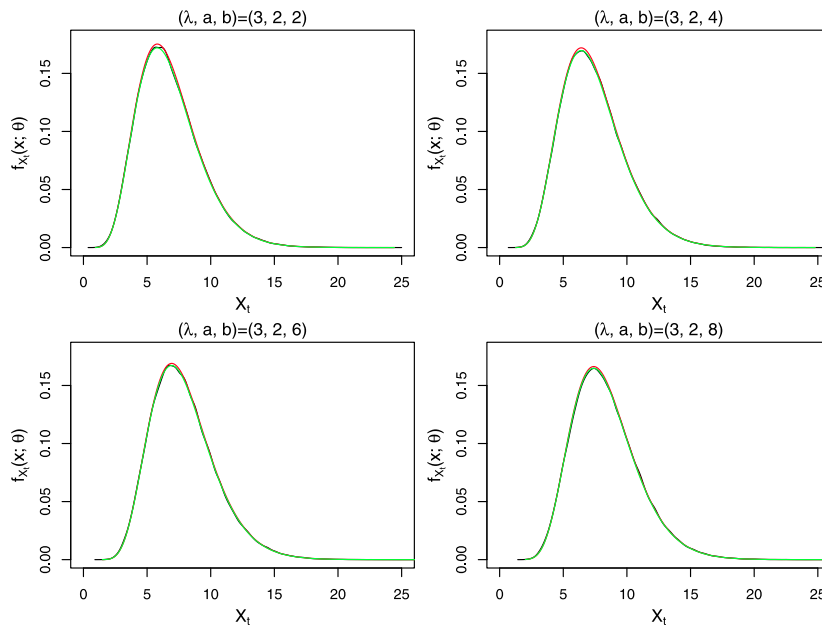 (λ, a, b)=(3, 2, 2)
f_{X_t}(x; θ)
0.00 0.05 0.10 0.15
0 5 10 15 20 25
X_t
(λ, a, b)=(3, 2, 4)
f_{X_t}(x; θ)
0.00 0.05 0.10 0.15
0 5 10 15 20 25
X_t
(λ, a, b)=(3, 2, 6)
f_{X_t}(x; θ)
0.00 0.05 0.10 0.15
0 5 10 15 20 25
X_t
(λ, a, b)=(3, 2, 8)
f_{X_t}(x; θ)
0.00 0.05 0.10 0.15
0 5 10 15 20 25
X_t